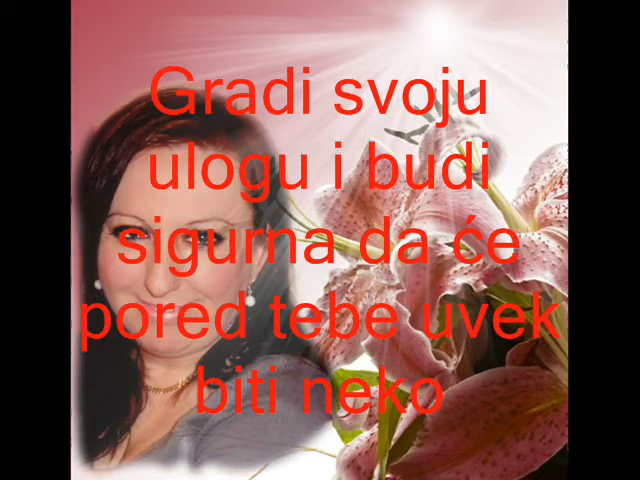 Gradi svoju
ulogu i budi
sigurna da će
pored tebe uvek
biti neko